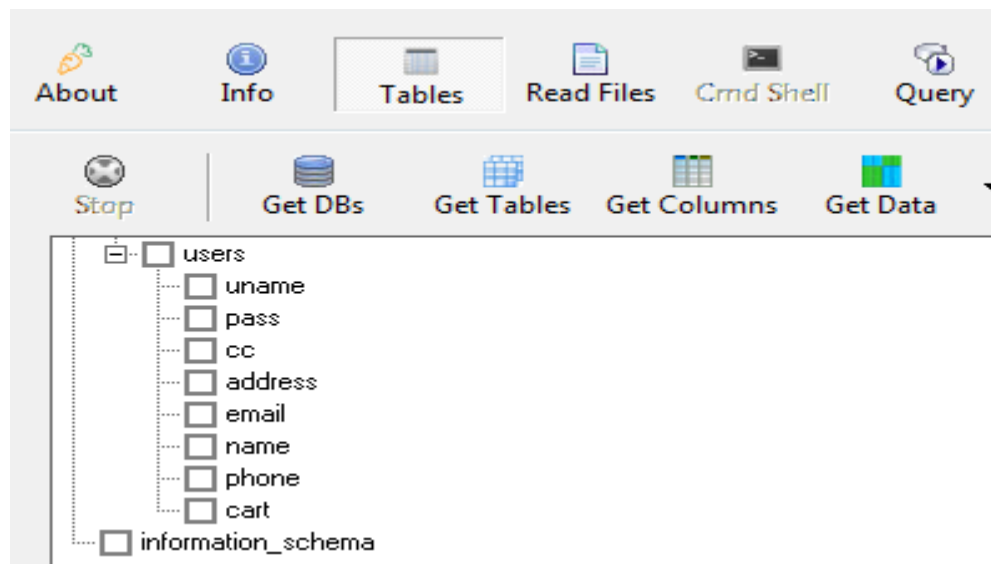 About Info Tables Read Files Cmd Shell Query
Stop Get DBs Get Tables Get Columns Get Data
users
uname
pass
cc
address
email
name
phone
cart
information_schema